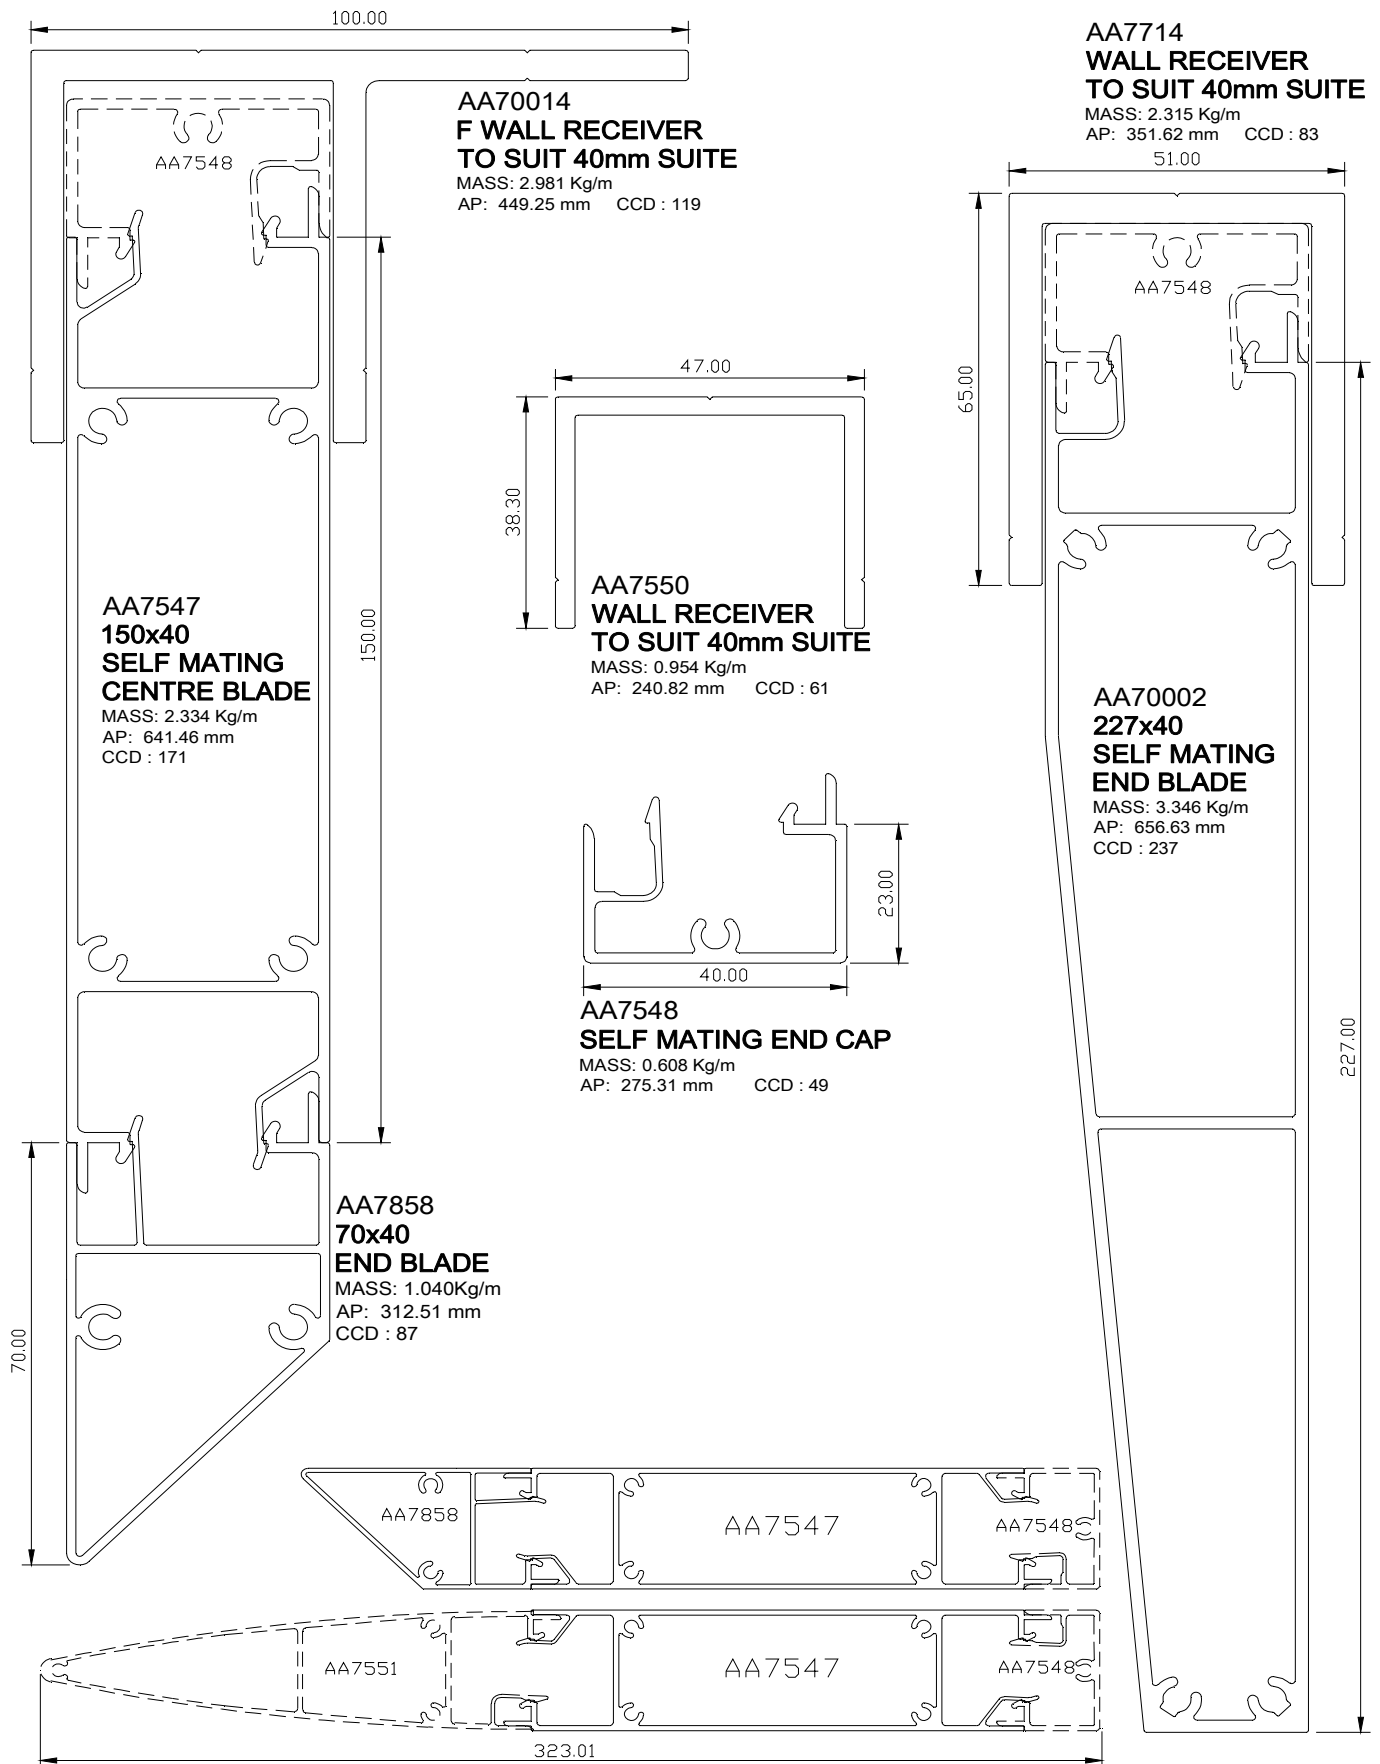 100.00
AA70014
F WALL RECEIVER
TO SUIT 40mm SUITE
MASS: 2.981 Kg/m
AP: 449.25 mm CCD : 119
AA7548
150.00
AA7714
WALL RECEIVER
TO SUIT 40mm SUITE
MASS: 2.315 Kg/m
AP: 351.62 mm CCD : 83
51.00
65.00
AA7548
47.00
38.30
AA7550
WALL RECEIVER
TO SUIT 40mm SUITE
MASS: 0.954 Kg/m
AP: 240.82 mm CCD : 61
AA7547
150x40
SELF MATING
CENTRE BLADE
MASS: 2.334 Kg/m
AP: 641.46 mm
CCD : 171
AA70002
227x40
SELF MATING
END BLADE
MASS: 3.346 Kg/m
AP: 656.63 mm
CCD : 237
23.00
40.00
AA7548
SELF MATING END CAP
MASS: 0.608 Kg/m
AP: 275.31 mm CCD : 49
227.00
AA7858
70x40
END BLADE
MASS: 1.040Kg/m
AP: 312.51 mm
CCD : 87
70.00
AA7858
AA7547
AA7548
AA7551
AA7547
AA7548
323.01